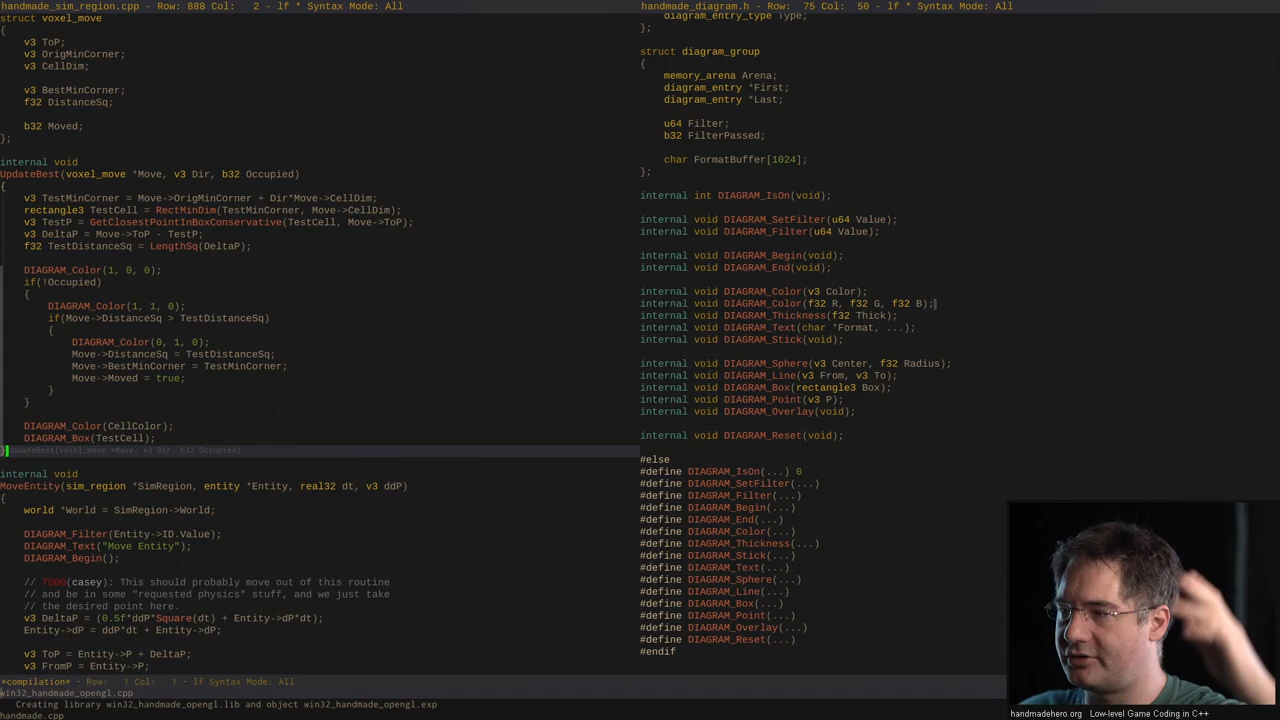 handmade_sim_region.cpp - Row: 888 Col:   2 - lf * Syntax Mode: All
struct voxel_move
{
    v3 ToP;
    v3 OrigMinCorner;
    v3 CellDim;

    v3 BestMinCorner;
    f32 DistanceSq;

    b32 Moved;
};

internal void
UpdateBest(voxel_move *Move, v3 Dir, b32 Occupied)
{
    v3 TestMinCorner = Move->OrigMinCorner + Dir*Move->CellDim;
    rectangle3 TestCell = RectMinDim(TestMinCorner, Move->CellDim);
    v3 TestP = GetClosestPointInBoxConservative(TestCell, Move->ToP);
    v3 DeltaP = Move->ToP - TestP;
    f32 TestDistanceSq = LengthSq(DeltaP);

    DIAGRAM_Color(1, 0, 0);
    if(!Occupied)
    {
        DIAGRAM_Color(1, 1, 0);
        if(Move->DistanceSq > TestDistanceSq)
        {
            DIAGRAM_Color(0, 1, 0);
            Move->DistanceSq = TestDistanceSq;
            Move->BestMinCorner = TestMinCorner;
            Move->Moved = true;
        }
    }

    DIAGRAM_Color(CellColor);
    DIAGRAM_Box(TestCell);
} UpdateBest(voxel_move *Move, v3 Dir, b32 Occupied)

internal void
MoveEntity(sim_region *SimRegion, entity *Entity, real32 dt, v3 ddP)
{
    world *World = SimRegion->World;

    DIAGRAM_Filter(Entity->ID.Value);
    DIAGRAM_Text("Move Entity");
    DIAGRAM_Begin();

    // TODO(casey): This should probably move out of this routine
    // and be in some "requested physics" stuff, and we just take
    // the desired point here.
    v3 DeltaP = (0.5f*ddP*Square(dt) + Entity->dP*dt);
    Entity->dP = ddP*dt + Entity->dP;

    v3 ToP = Entity->P + DeltaP;
    v3 FromP = Entity->P;
*compilation* - Row:   1 Col:   1 - lf Syntax Mode: All
win32_handmade_opengl.cpp
   Creating library win32_handmade_opengl.lib and object win32_handmade_opengl.exp
handmade.cpp
handmade_diagram.h - Row:  75 Col:  50 - lf * Syntax Mode: All
    diagram_entry_type Type;
};

struct diagram_group
{
    memory_arena Arena;
    diagram_entry *First;
    diagram_entry *Last;

    u64 Filter;
    b32 FilterPassed;

    char FormatBuffer[1024];
};

internal int DIAGRAM_IsOn(void);

internal void DIAGRAM_SetFilter(u64 Value);
internal void DIAGRAM_Filter(u64 Value);

internal void DIAGRAM_Begin(void);
internal void DIAGRAM_End(void);

internal void DIAGRAM_Color(v3 Color);
internal void DIAGRAM_Color(f32 R, f32 G, f32 B);
internal void DIAGRAM_Thickness(f32 Thick);
internal void DIAGRAM_Text(char *Format, ...);
internal void DIAGRAM_Stick(void);

internal void DIAGRAM_Sphere(v3 Center, f32 Radius);
internal void DIAGRAM_Line(v3 From, v3 To);
internal void DIAGRAM_Box(rectangle3 Box);
internal void DIAGRAM_Point(v3 P);
internal void DIAGRAM_Overlay(void);

internal void DIAGRAM_Reset(void);

#else
#define DIAGRAM_IsOn(...) 0
#define DIAGRAM_SetFilter(...)
#define DIAGRAM_Filter(...)
#define DIAGRAM_Begin(...)
#define DIAGRAM_End(...)
#define DIAGRAM_Color(...)
#define DIAGRAM_Thickness(...)
#define DIAGRAM_Stick(...)
#define DIAGRAM_Text(...)
#define DIAGRAM_Sphere(...)
#define DIAGRAM_Line(...)
#define DIAGRAM_Box(...)
#define DIAGRAM_Point(...)
#define DIAGRAM_Overlay(...)
#define DIAGRAM_Reset(...)
#endif
handmadehero.org   Low-level Game Coding in C++